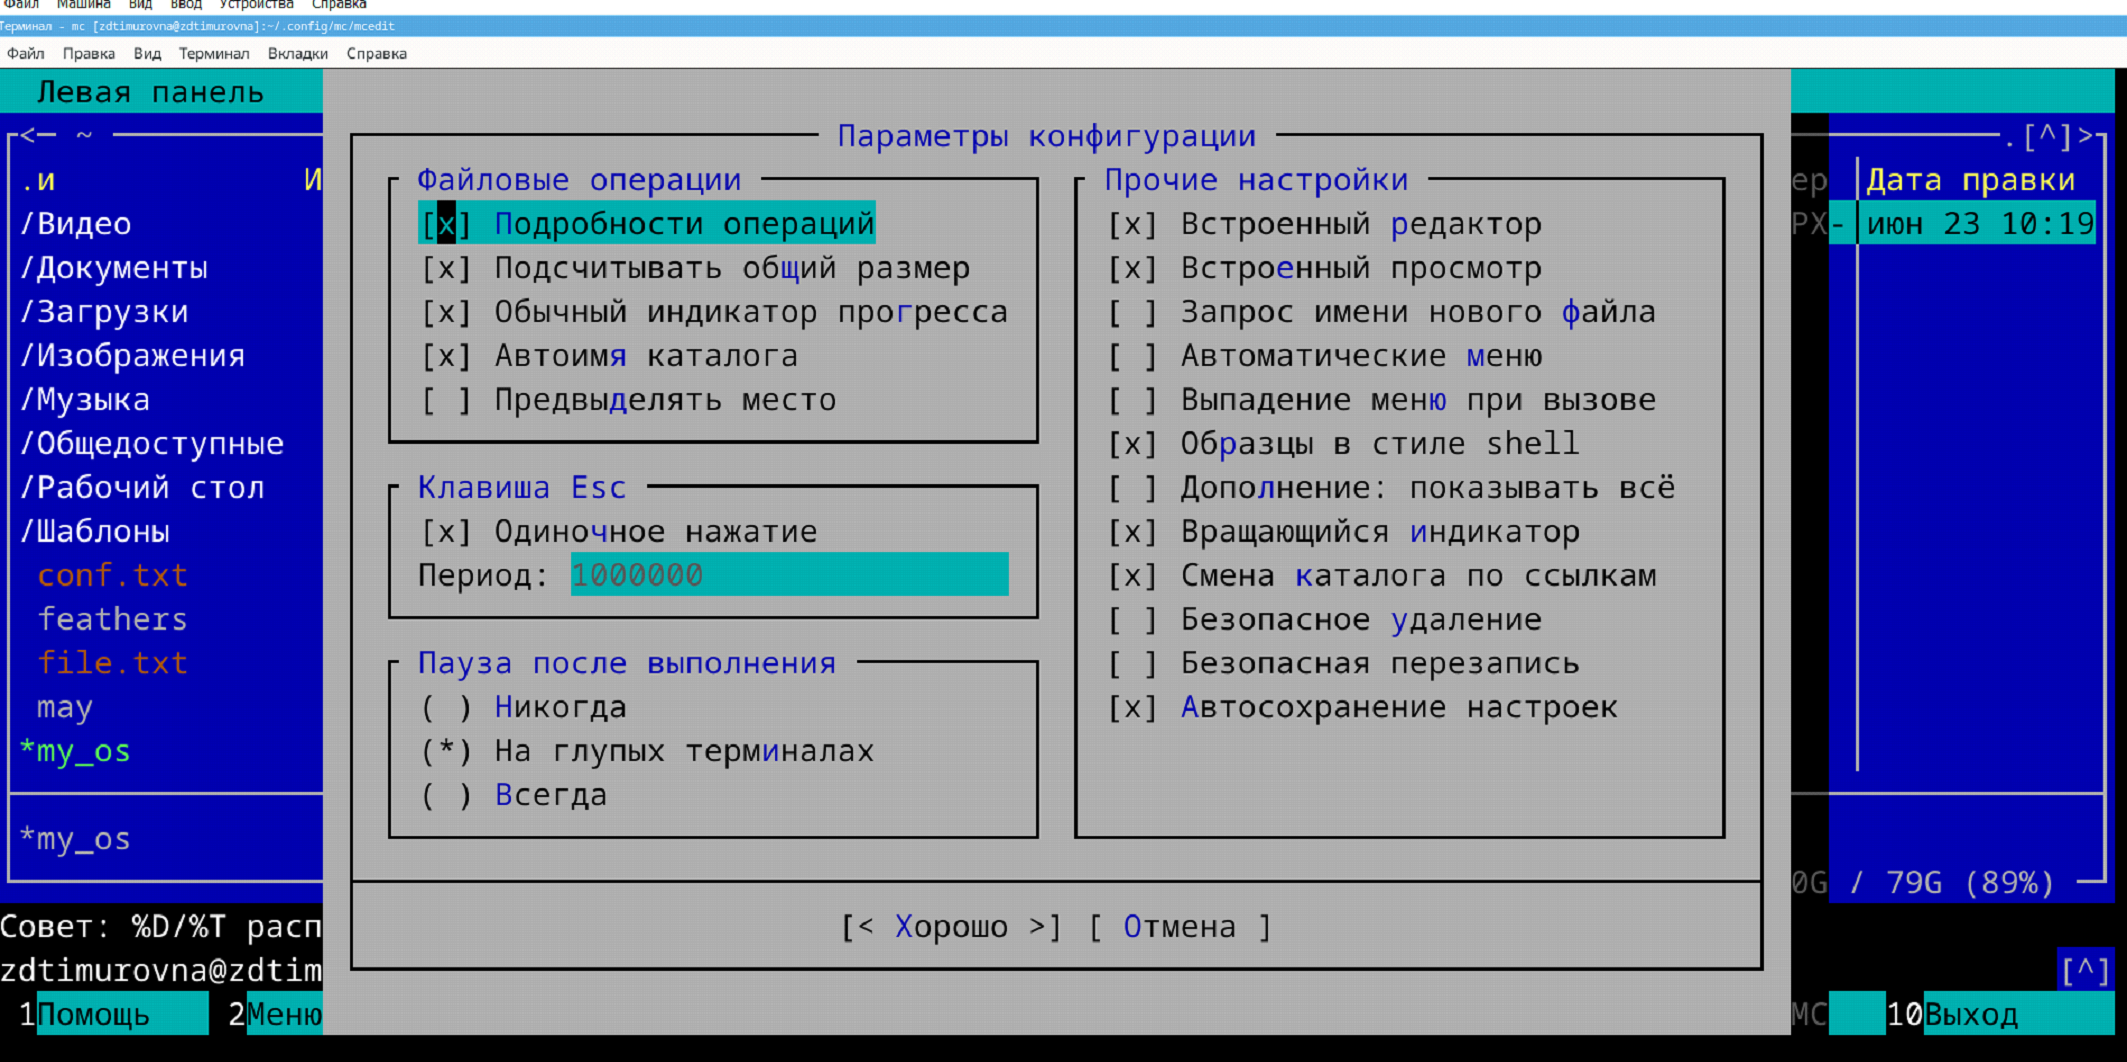 Файл Машина Вид Ввод Устройства Справка
Терминал - mc [zdtimurovna@zdtimurovna]:~/.config/mc/mcedit
Файл Правка Вид Терминал Вкладки Справка
Левая панель
<- ~ .[^]>
Параметры конфигурации
.и И
/Видео
/Документы
/Загрузки
/Изображения
/Музыка
/Общедоступные
/Рабочий стол
/Шаблоны
conf.txt
feathers
file.txt
may
*my_os
*my_os
Файловые операции
[x] Подробности операций
[x] Подсчитывать общий размер
[x] Обычный индикатор прогресса
[x] Автоимя каталога
[ ] Предвыделять место
Клавиша Esc
[x] Одиночное нажатие
Период: 1000000
Пауза после выполнения
( ) Никогда
(*) На глупых терминалах
( ) Всегда
Прочие настройки
[x] Встроенный редактор
[x] Встроенный просмотр
[ ] Запрос имени нового файла
[ ] Автоматические меню
[ ] Выпадение меню при вызове
[x] Образцы в стиле shell
[ ] Дополнение: показывать всё
[x] Вращающийся индикатор
[x] Смена каталога по ссылкам
[ ] Безопасное удаление
[ ] Безопасная перезапись
[x] Автосохранение настроек
ер Дата правки
РХ- июн 23 10:19
0G / 79G (89%)
[< Хорошо >] [ Отмена ]
Совет: %D/%T расп
zdtimurovna@zdtim [^]
1Помощь 2Меню МС 10Выход